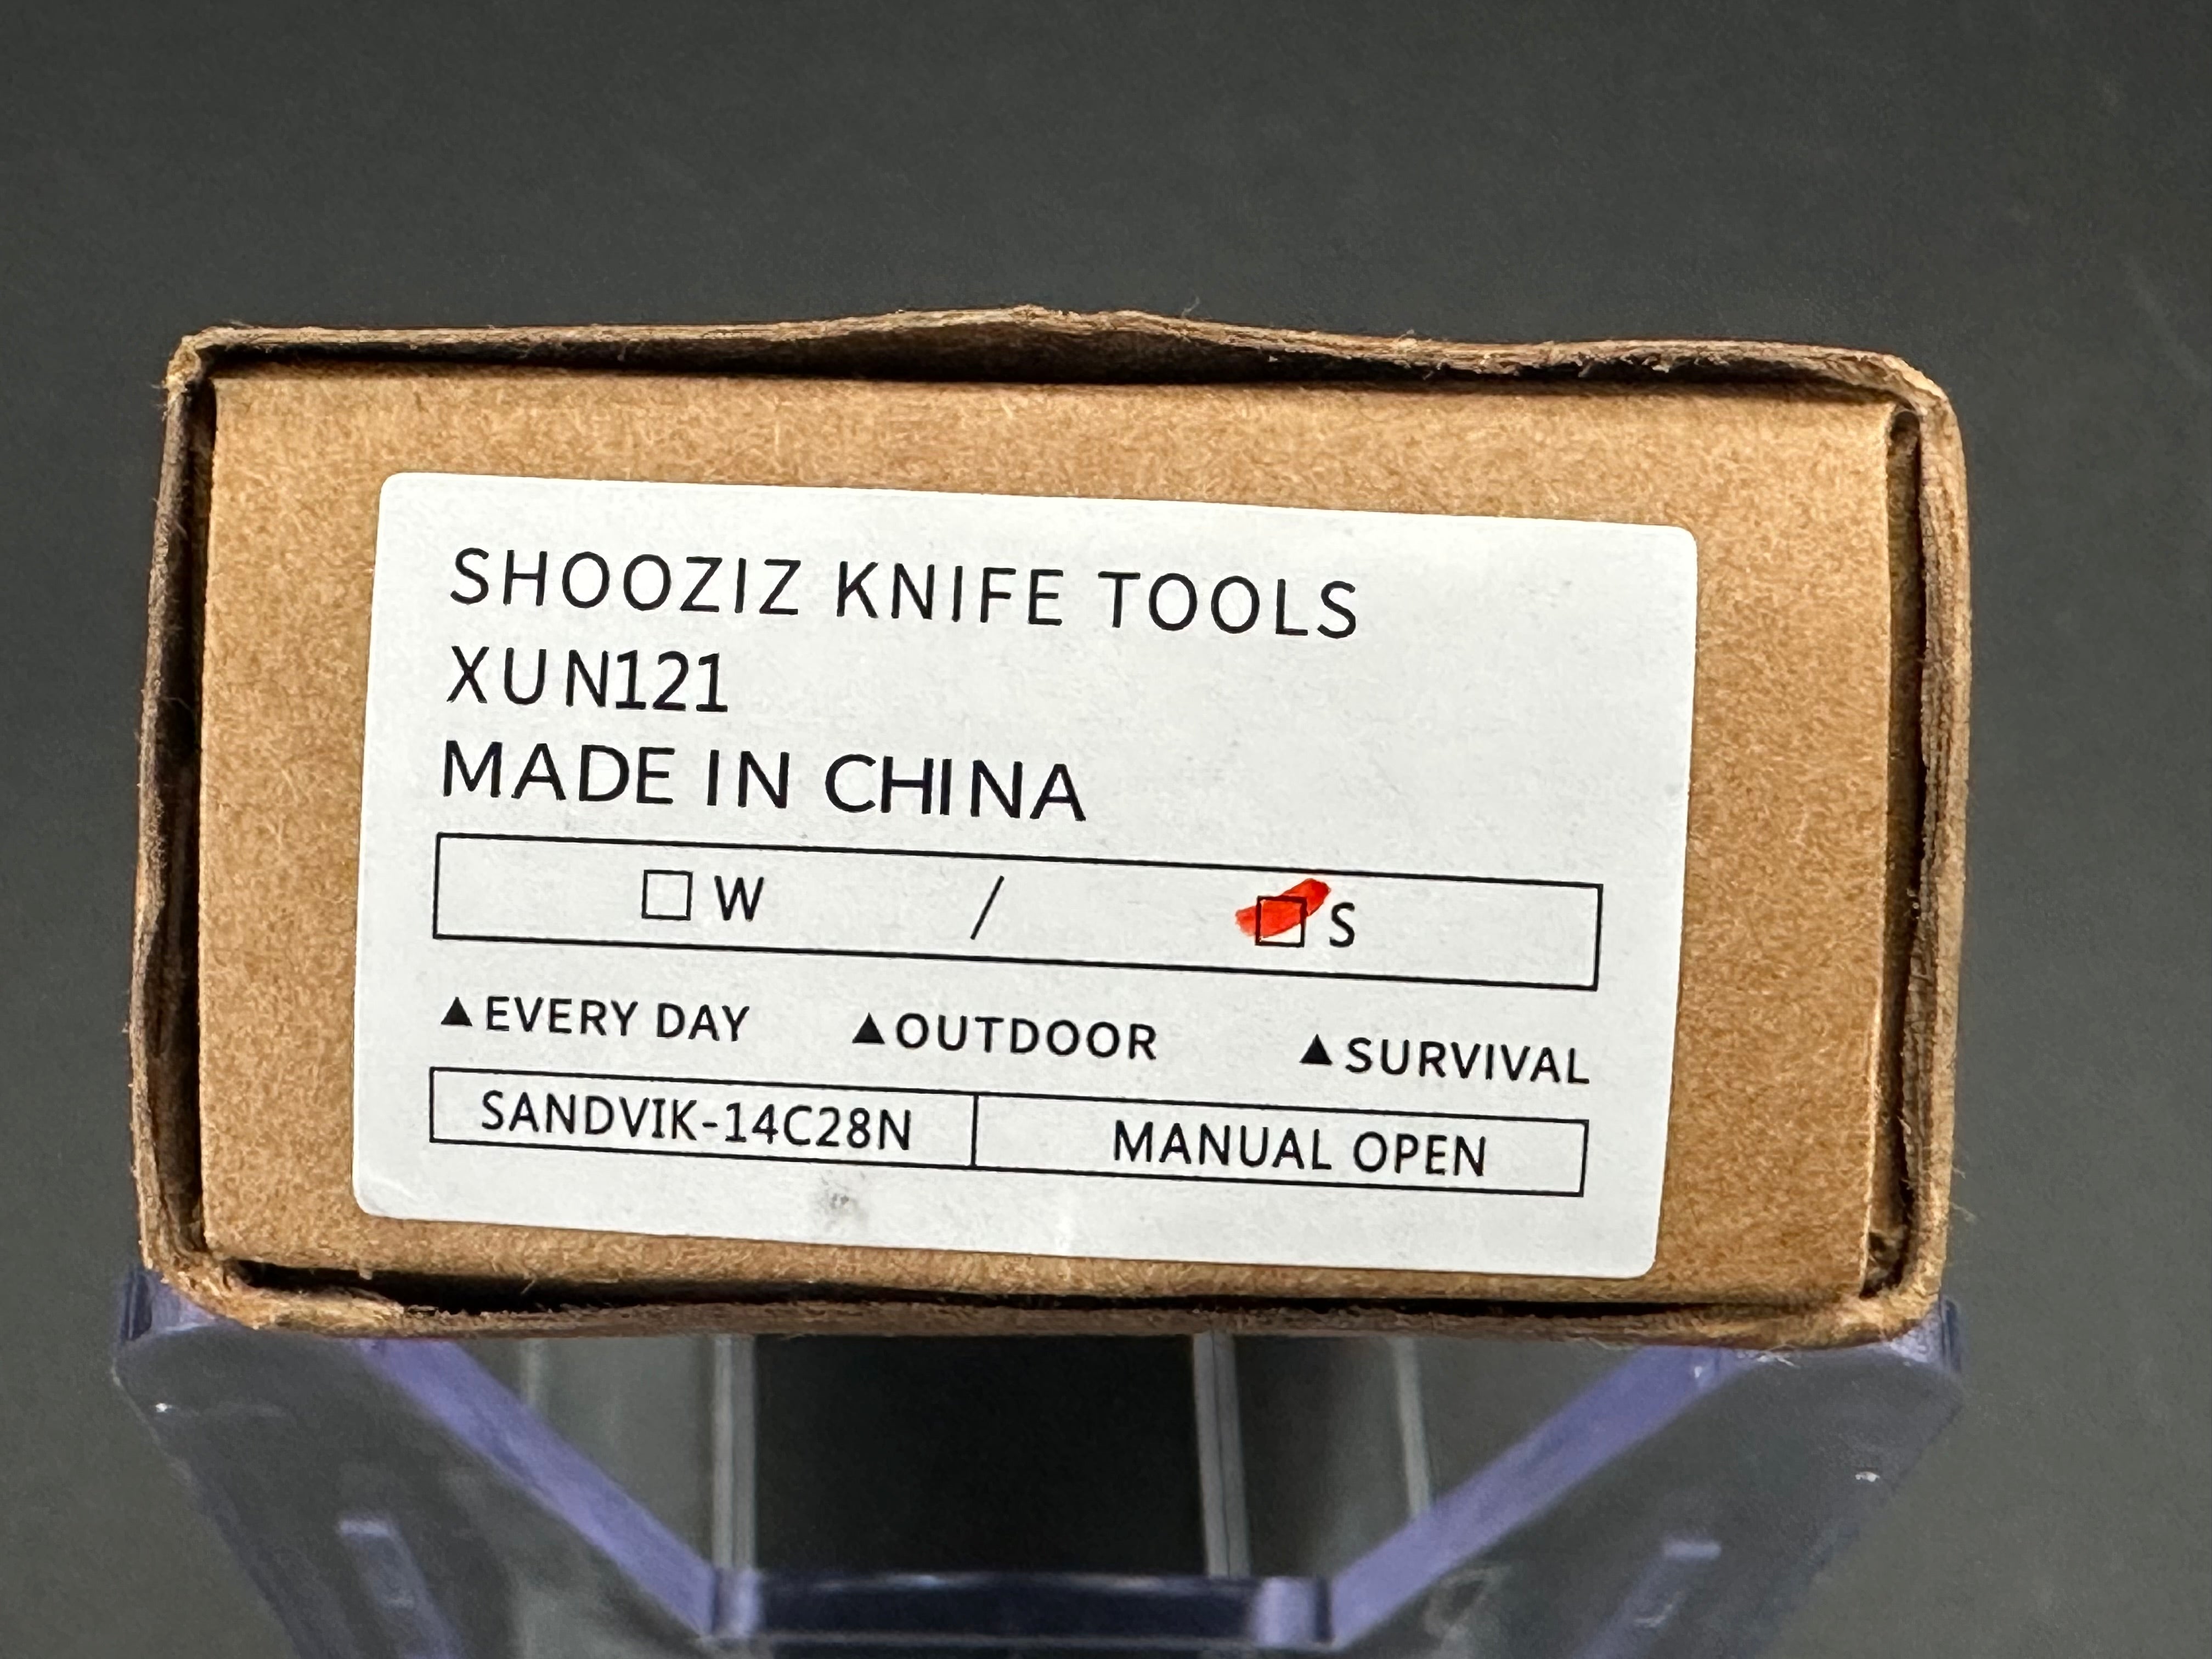 SHOOZIZ KNIFE TOOLS
XUN121
MADE IN CHINA
☐ W / ☑ S
▲EVERY DAY ▲OUTDOOR ▲SURVIVAL
SANDVIK-14C28N MANUAL OPEN